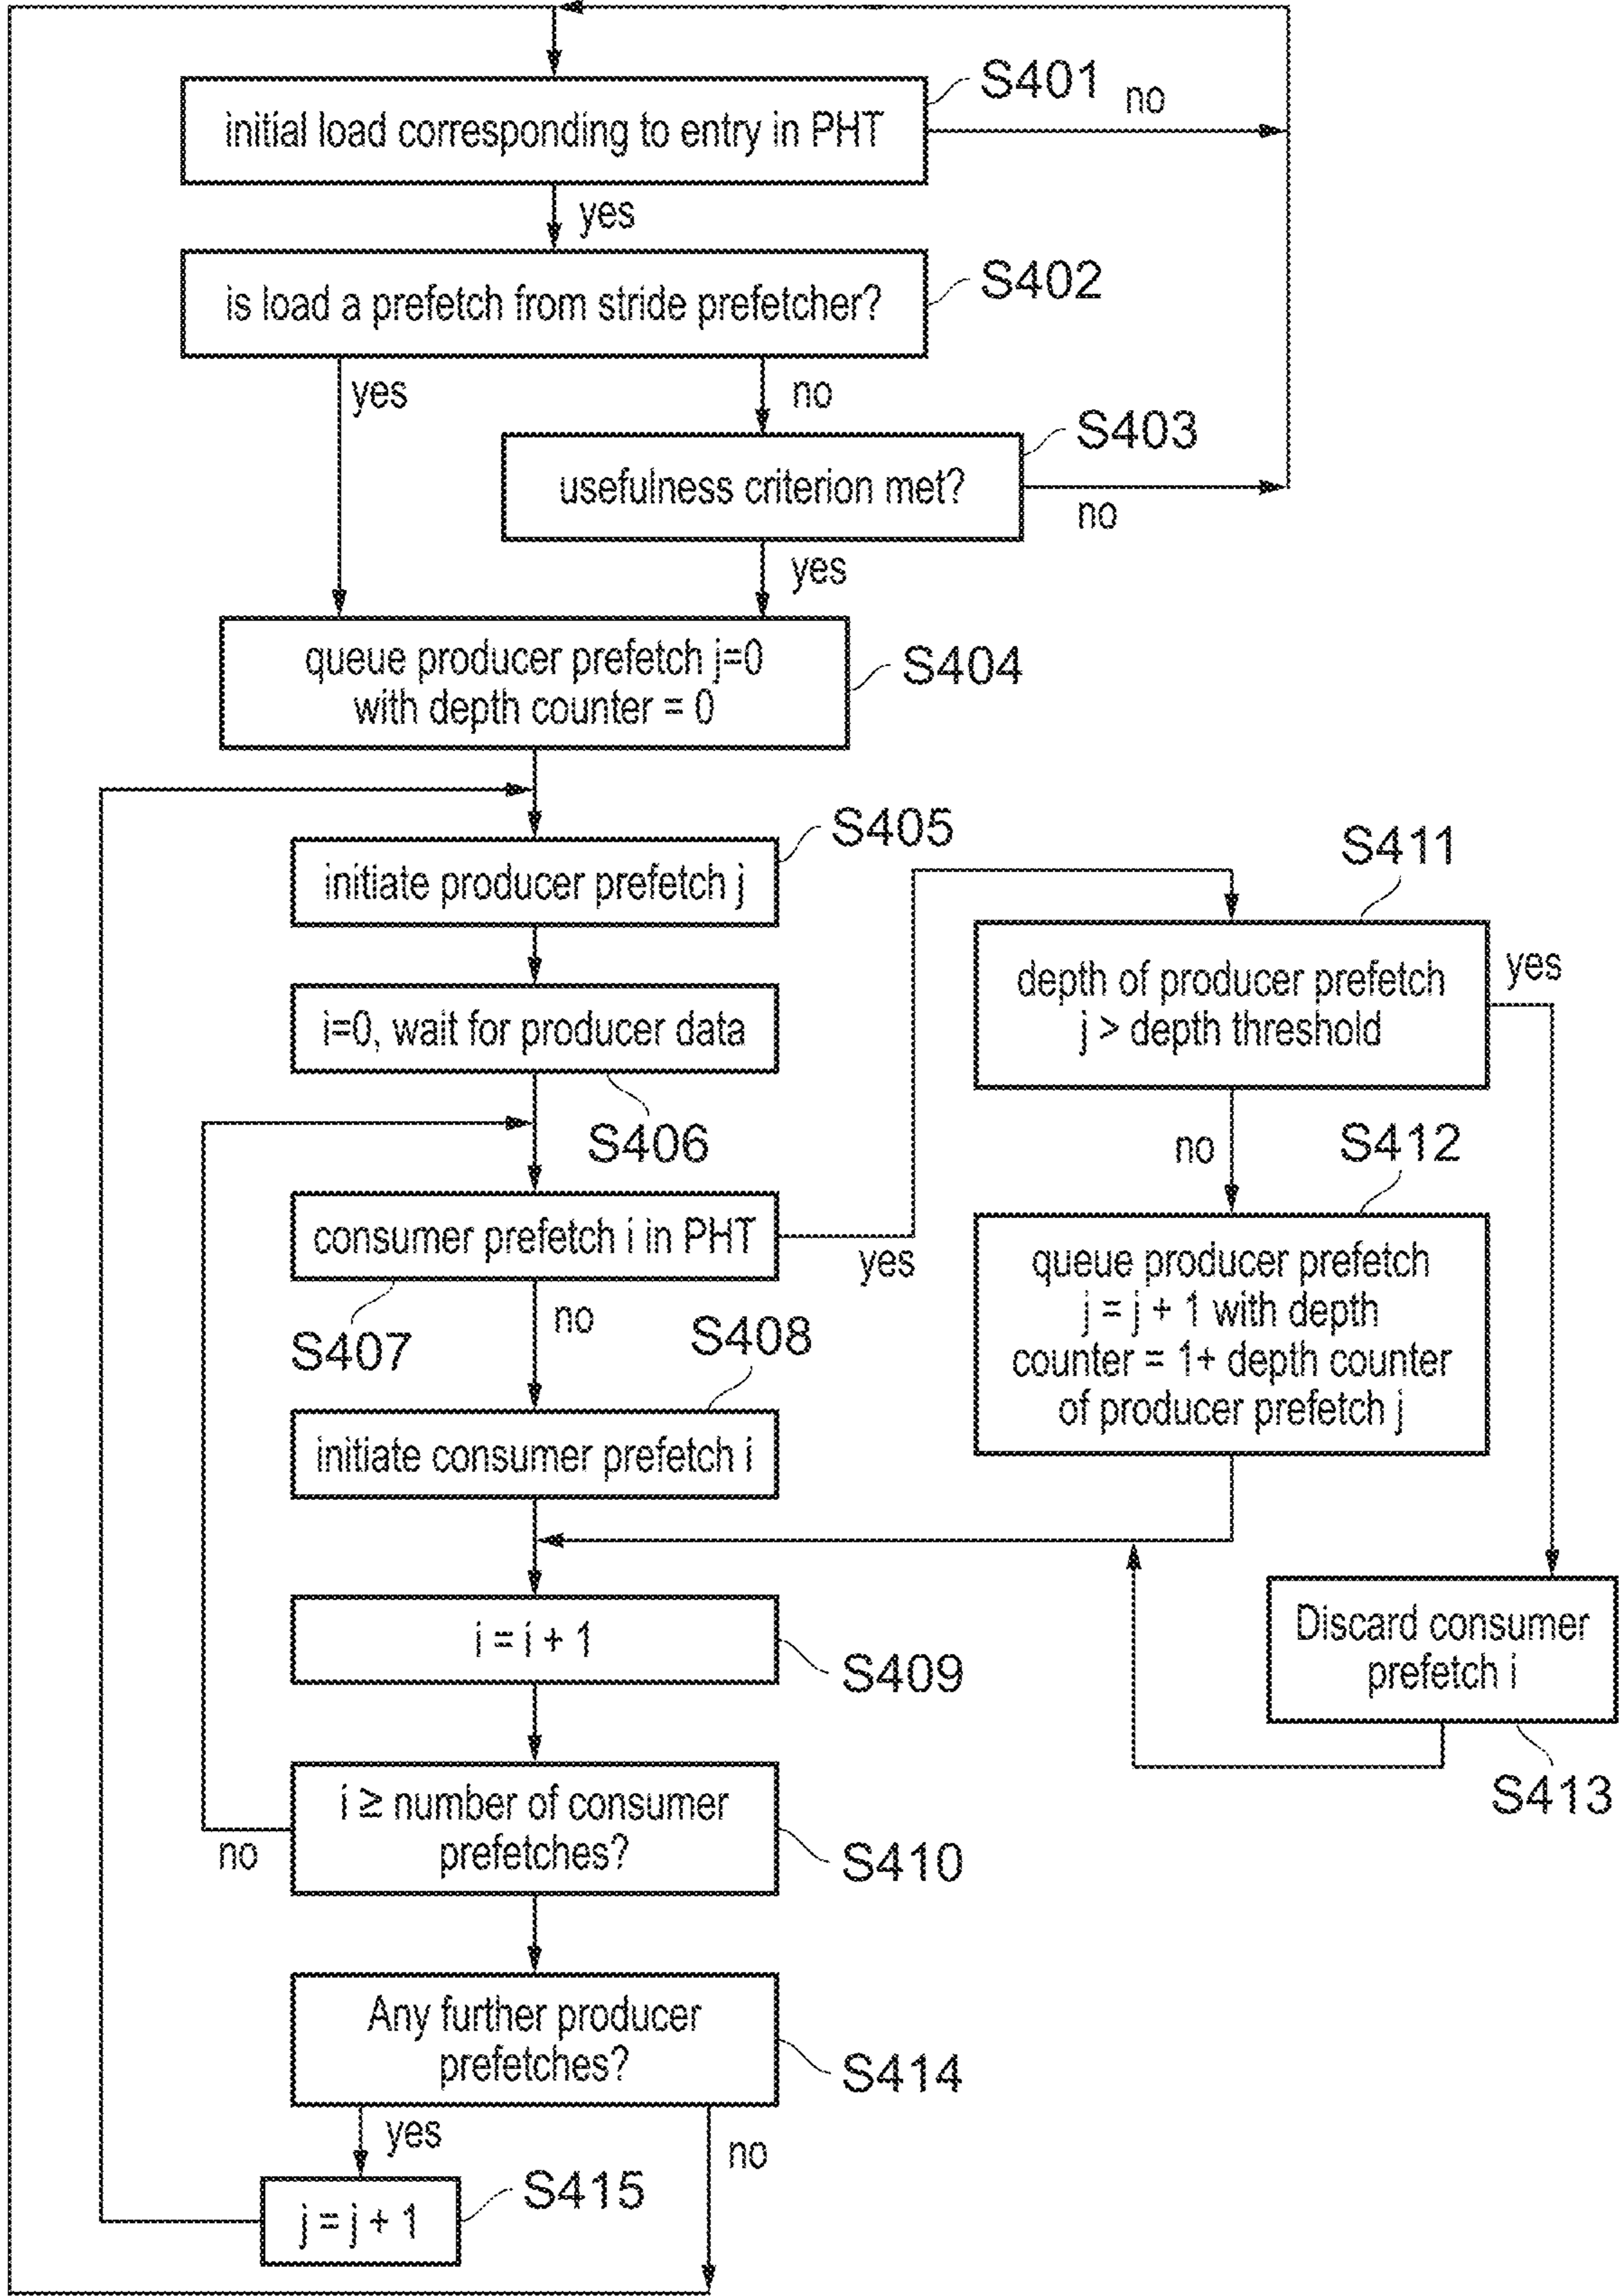 S401
no
initial load corresponding to entry in PHT
yes
S402
is load a prefetch from stride prefetcher?
yes
no
S403
usefulness criterion met?
no
yes
queue producer prefetch j=0
with depth counter = 0
S404
S405
initiate producer prefetch j
i=0, wait for producer data
S406
consumer prefetch i in PHT
yes
S407
no
S408
initiate consumer prefetch i
S411
depth of producer prefetch
j > depth threshold
yes
no
S412
queue producer prefetch
j = j + 1 with depth
counter = 1+ depth counter
of producer prefetch j
Discard consumer
prefetch i
S413
i = i + 1
S409
i ≥ number of consumer
prefetches?
no
S410
Any further producer
prefetches?
S414
yes
no
S415
j = j + 1